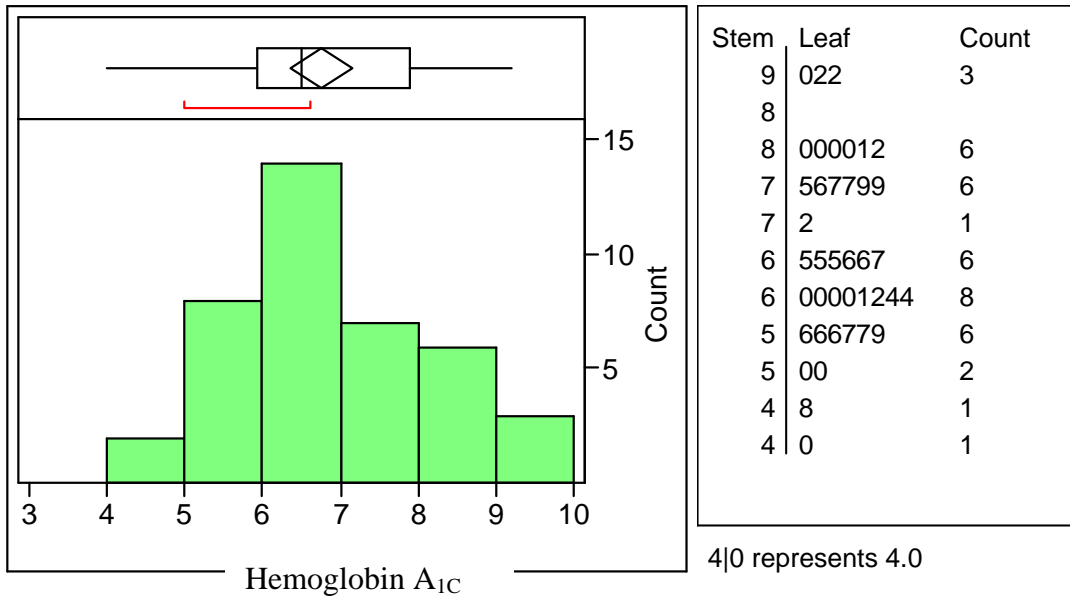 15
10
5
Count
3 4 5 6 7 8 9 10
Hemoglobin A1C
Stem Leaf Count
9 022 3
8
8 000012 6
7 567799 6
7 2 1
6 555667 6
6 00001244 8
5 666779 6
5 00 2
4 8 1
4 0 1
4|0 represents 4.0